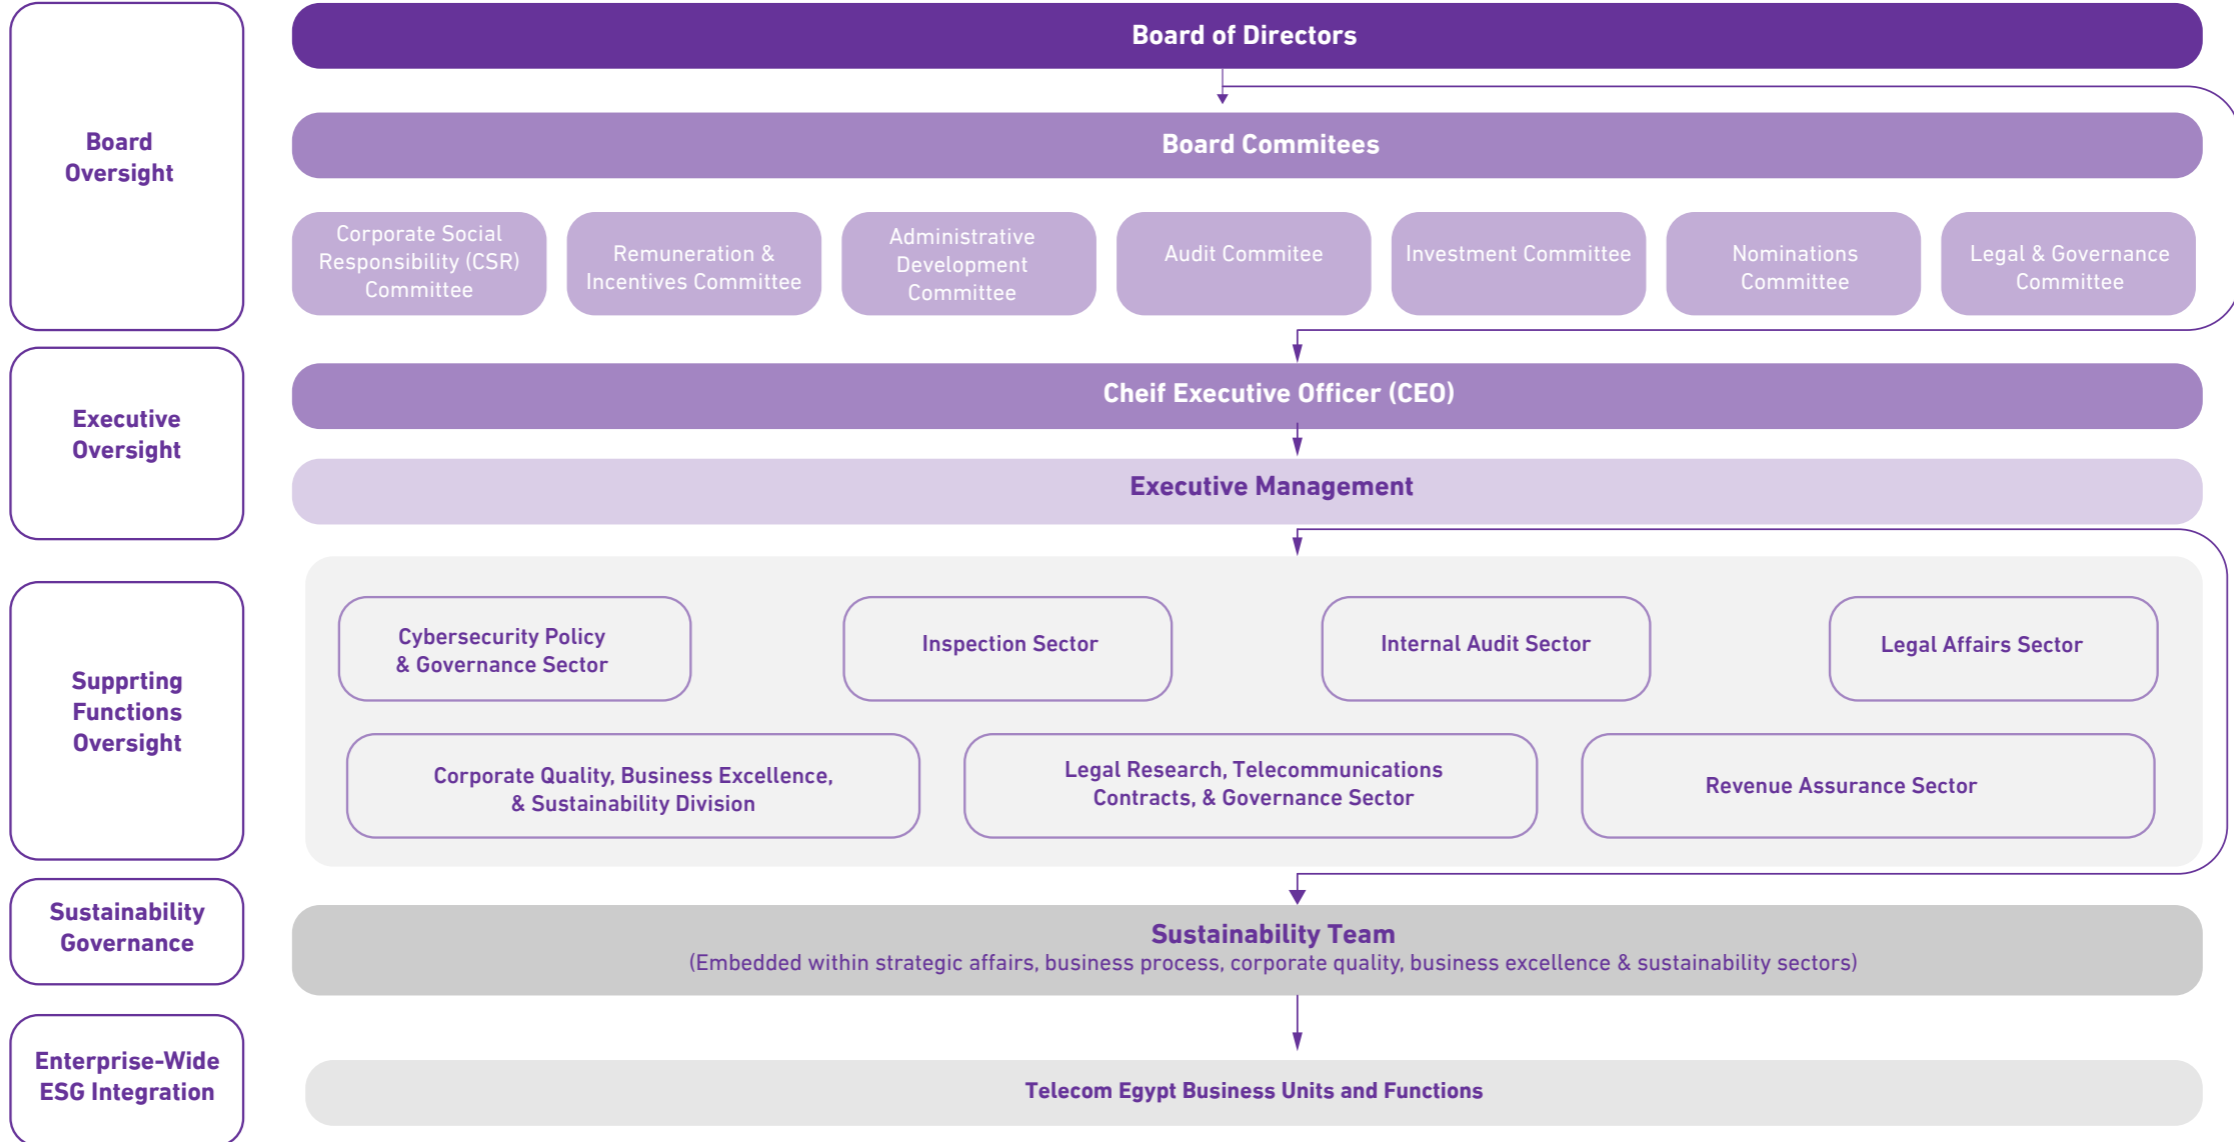 Board of Directors
Board
Oversight
Board Commitees
Corporate Social
Responsibility (CSR)
Committee
Remuneration &
Incentives Committee
Administrative
Development
Committee
Audit Commitee
Investment Committee
Nominations
Committee
Legal & Governance
Committee
Executive
Oversight
Cheif Executive Officer (CEO)
Executive Management
Supprting
Functions
Oversight
Cybersecurity Policy
& Governance Sector
Inspection Sector
Internal Audit Sector
Legal Affairs Sector
Corporate Quality, Business Excellence,
& Sustainability Division
Legal Research, Telecommunications
Contracts, & Governance Sector
Revenue Assurance Sector
Sustainability
Governance
Sustainability Team
(Embedded within strategic affairs, business process, corporate quality, business excellence & sustainability sectors)
Enterprise-Wide
ESG Integration
Telecom Egypt Business Units and Functions